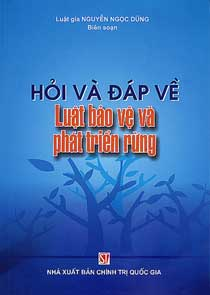 Luật gia NGUYỄN NGỌC DŨNG
Biên soạn
HỎI VÀ ĐÁP VỀ
Luật bảo vệ và
phát triển rừng
NHÀ XUẤT BẢN CHÍNH TRỊ QUỐC GIA